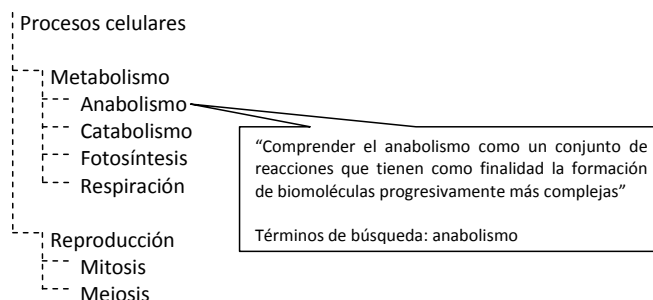 Procesos celulares
Metabolismo
Anabolismo
Catabolismo
Fotosíntesis
Respiración
“Comprender el anabolismo como un conjunto de
reacciones que tienen como finalidad la formación
de biomoléculas progresivamente más complejas”
Términos de búsqueda: anabolismo
Reproducción
Mitosis
Meiosis